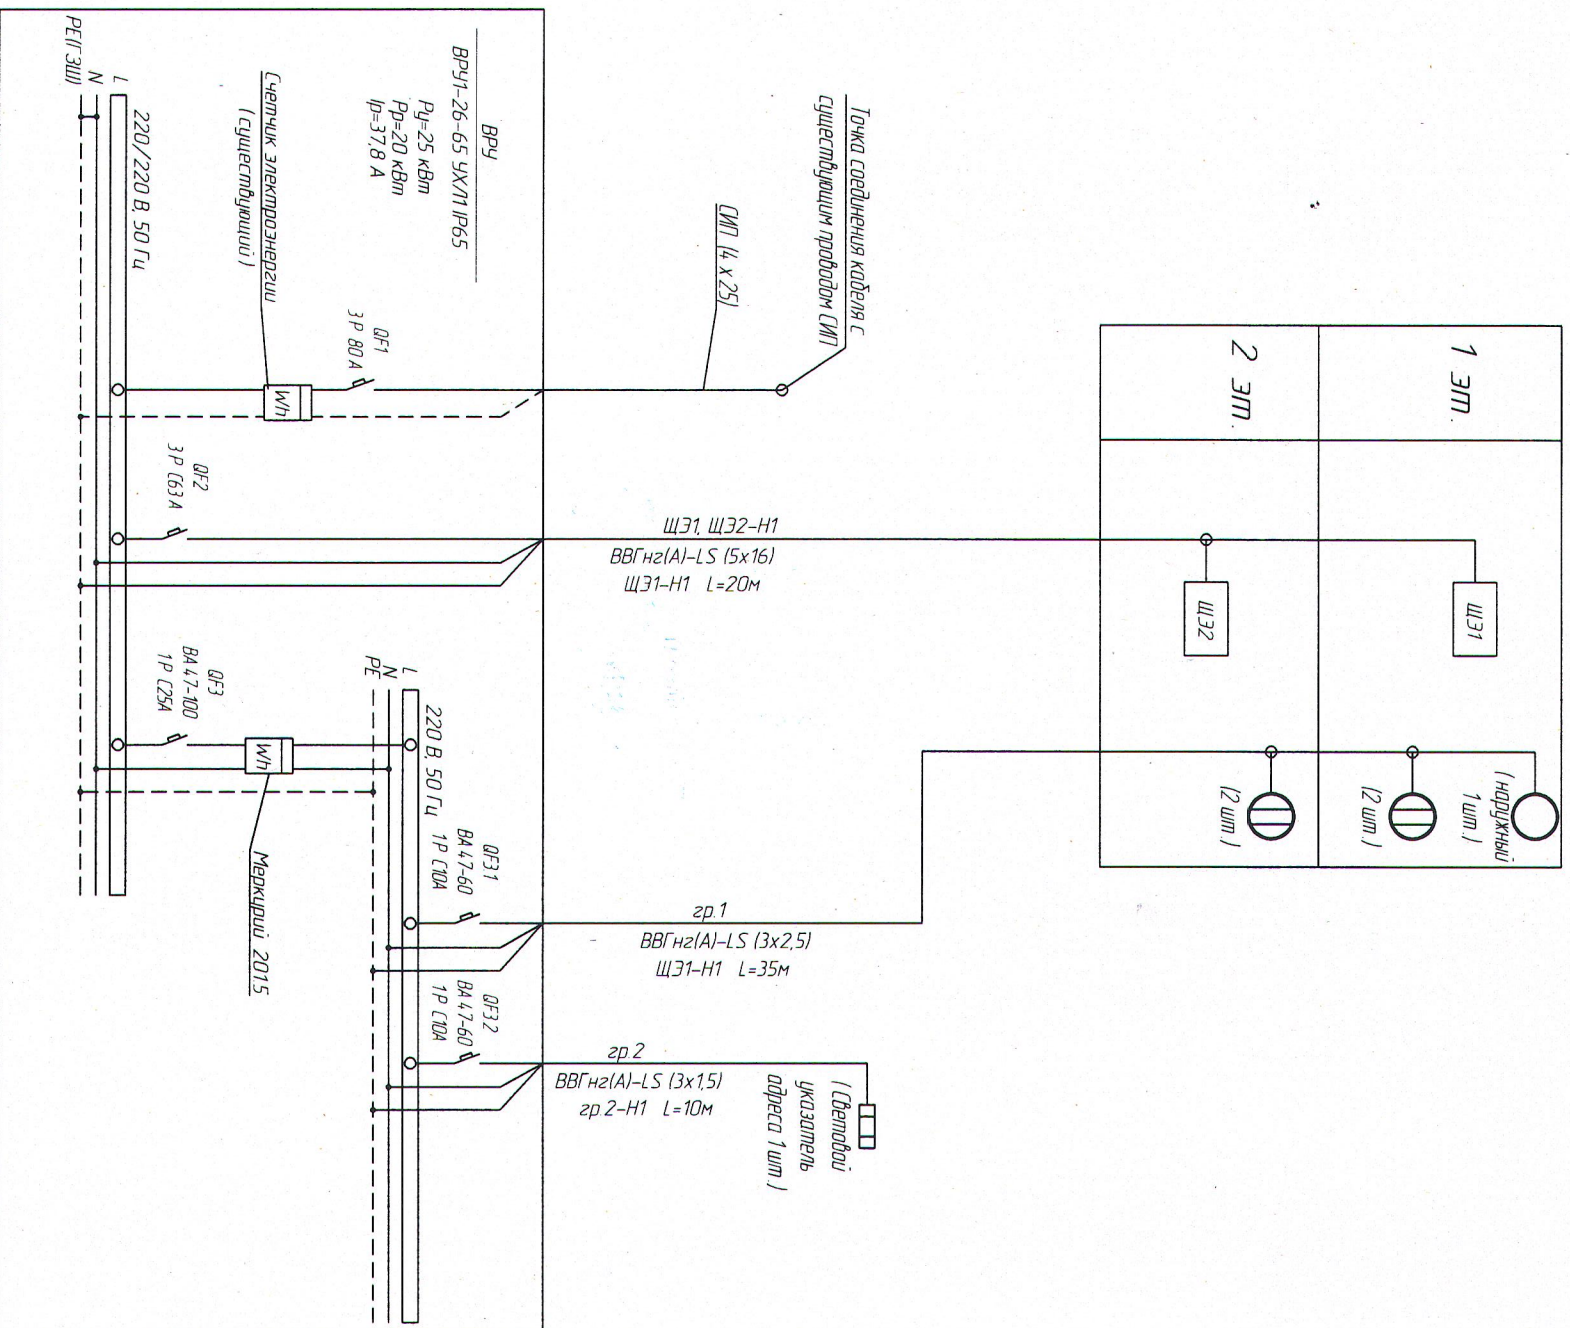 1 эт.
2 эт.
ЩЭ1
ЩЭ2
(наружный
1 шт.)
(2 шт.)
(2 шт.)
Точка соединения кабеля с
существующим проводом СИП
СИП (4 х 25)
ЩЭ1, ЩЭ2-Н1
ВВГнг(А)-LS (5х16)
ЩЭ1-Н1 L=20м
гр.1
ВВГнг(А)-LS (3х2,5)
ЩЭ1-Н1 L=35м
гр.2
ВВГнг(А)-LS (3х1,5)
гр.2-Н1 L=10м
(Световой
указатель
адреса 1 шт.)
ВРУ
ВРУ1-26-65 УХЛ1 IP65
Ру=25 кВт
Рр=20 кВт
Iр=37,8 А
Счетчик электроэнергии
(существующий)
QF1
3Р 80 А
Wh
QF2
3Р С63 А
QF3
ВА 47-100
1Р С25А
Wh
Меркурий 2015
220 В, 50 Гц
L
N
PE
QF3.1
ВА 47-60
1Р С10А
QF3.2
ВА 47-60
1Р С10А
220/220 В, 50 Гц
L
N
РЕ(ГЗШ)